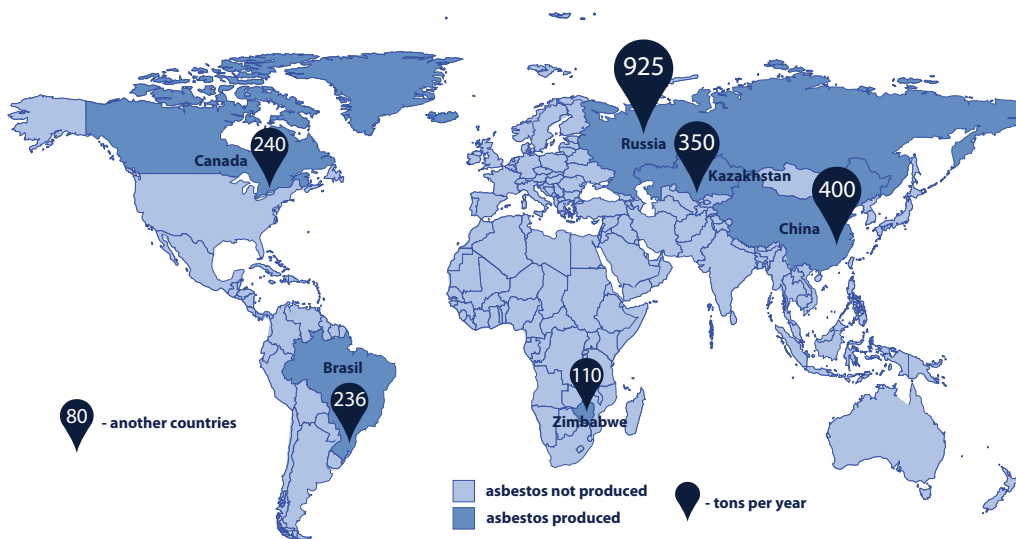 925
Russia
350
Kazakhstan
240
Canada
400
China
Brasil
236
110
Zimbabwe
80
- another countries
asbestos not produced
asbestos produced
- tons per year